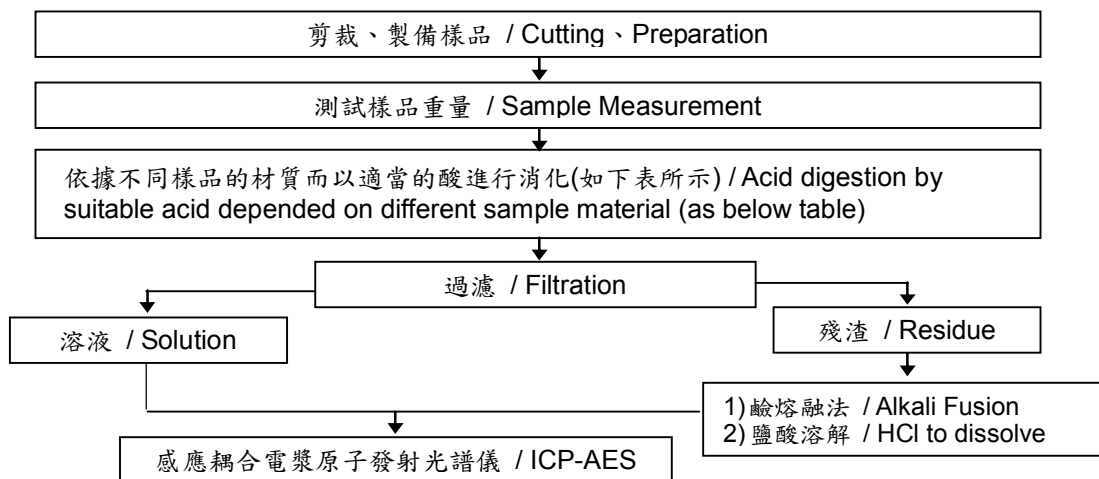 剪裁、製備樣品 / Cutting、Preparation
測試樣品重量 / Sample Measurement
依據不同樣品的材質而以適當的酸進行消化(如下表所示) / Acid digestion by
suitable acid depended on different sample material (as below table)
過濾 / Filtration
溶液 / Solution
殘渣 / Residue
1)鹼熔融法 / Alkali Fusion
2)鹽酸溶解 / HCl to dissolve
感應耦合電漿原子發射光譜儀 / ICP-AES